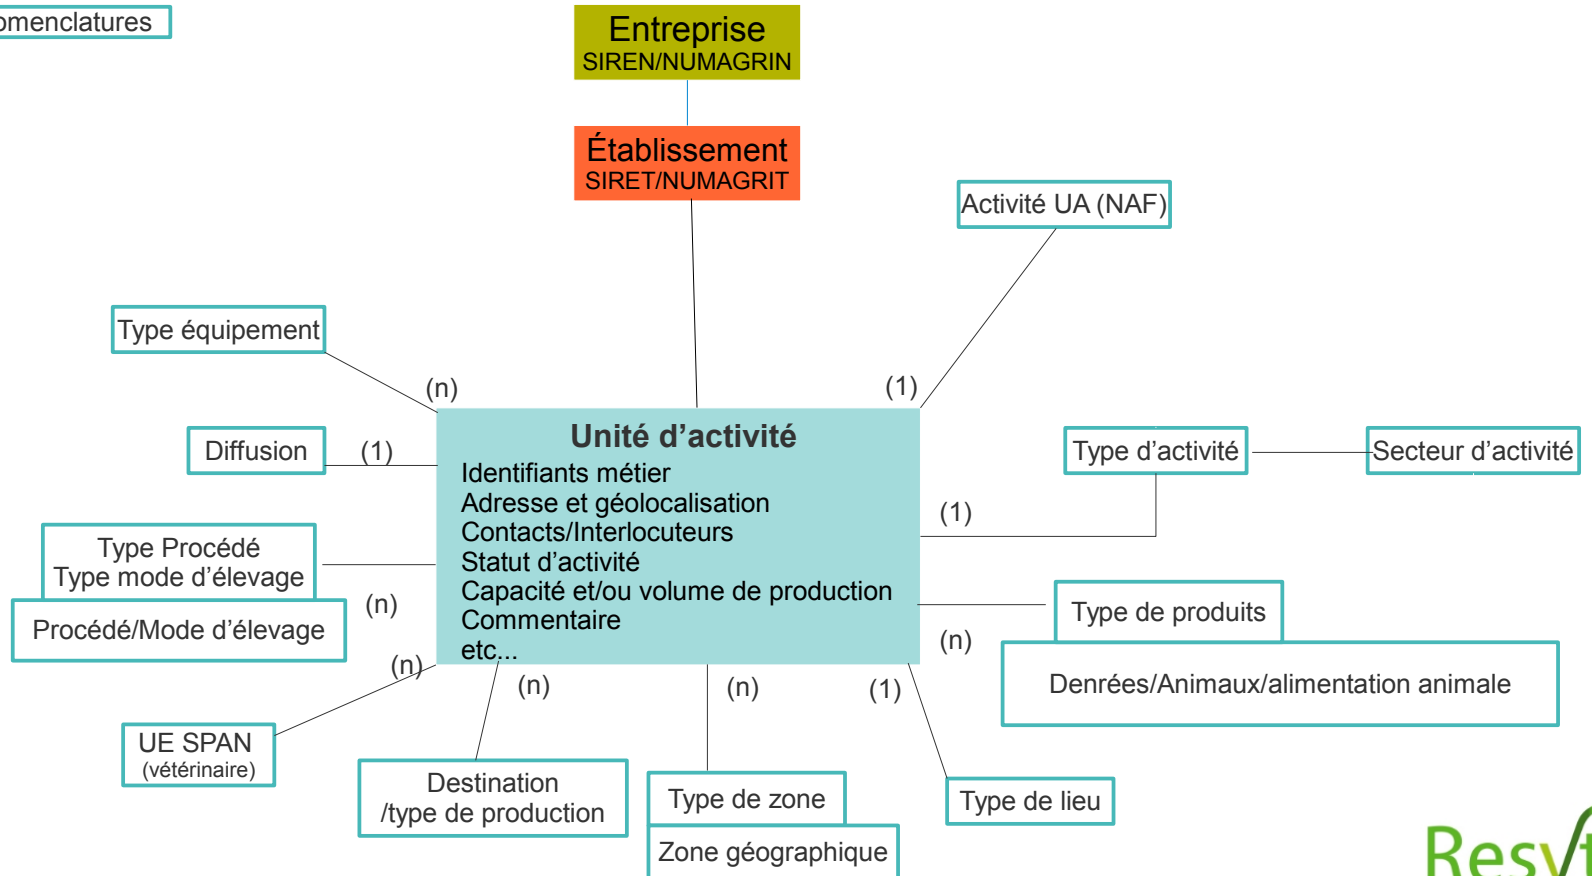 omenclatures
Entreprise
SIREN/NUMAGRIN
Établissement
SIRET/NUMAGRIT
Activité UA (NAF)
Type équipement
(n)
(1)
Diffusion
(1)
Unité d’activité
Identifiants métier
Adresse et géolocalisation
Contacts/Interlocuteurs
Statut d’activité
Capacité et/ou volume de production
Commentaire
etc...
Type d’activité
Secteur d’activité
(1)
Type Procédé
Type mode d’élevage
(n)
Procédé/Mode d’élevage
Type de produits
(n)
Denrées/Animaux/alimentation animale
(n)
(n)
(n)
(1)
UE SPAN
(vétérinaire)
Destination
/type de production
Type de zone
Zone géographique
Type de lieu
Resyt